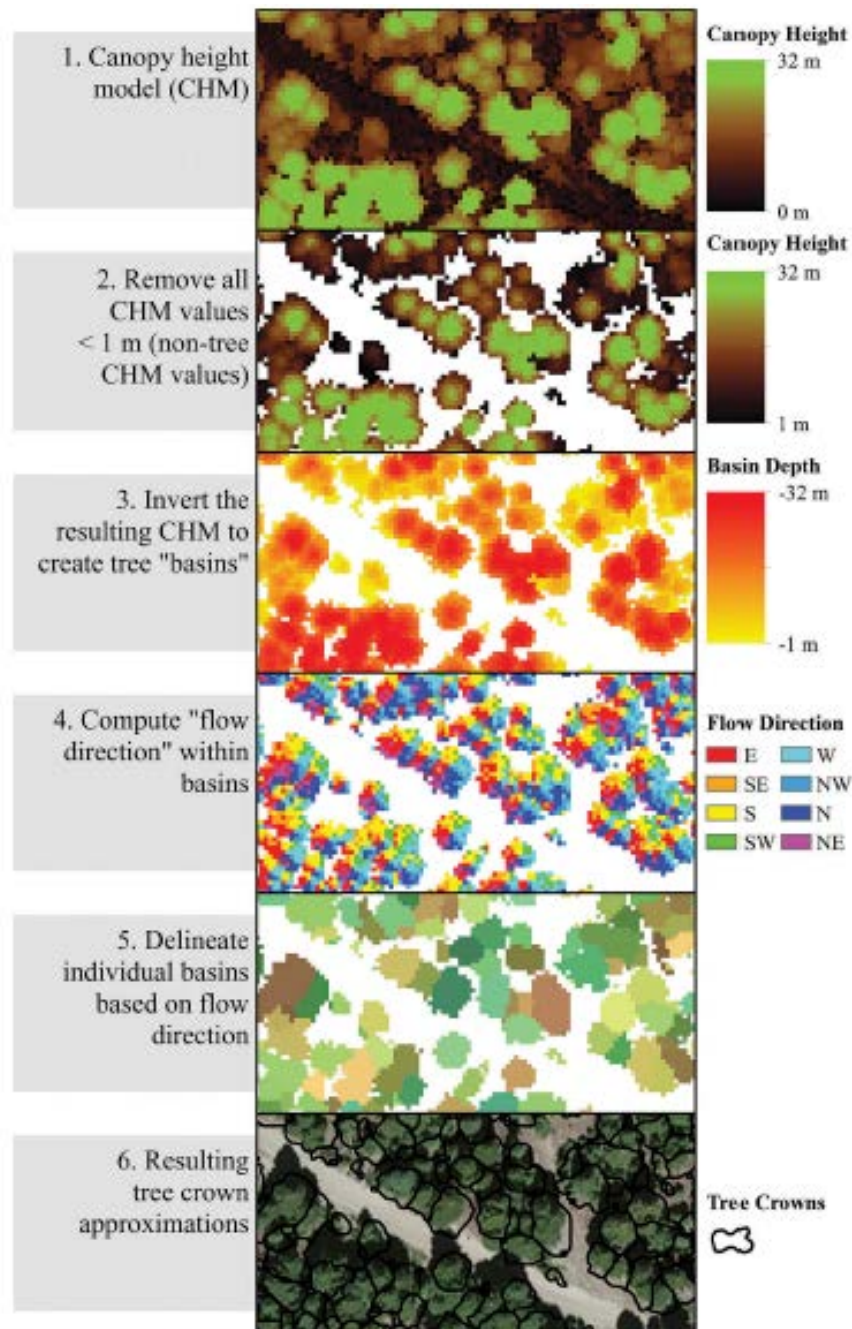 1. Canopy height
model (CHM)
Canopy Height
32 m
0 m
2. Remove all
CHM values
< 1 m (non-tree
CHM values)
Canopy Height
32 m
1 m
3. Invert the
resulting CHM to
create tree "basins"
Basin Depth
-32 m
-1 m
4. Compute "flow
direction" within
basins
Flow Direction
E W
SE NW
S N
SW NE
5. Delineate
individual basins
based on flow
direction
6. Resulting
tree crown
approximations
Tree Crowns